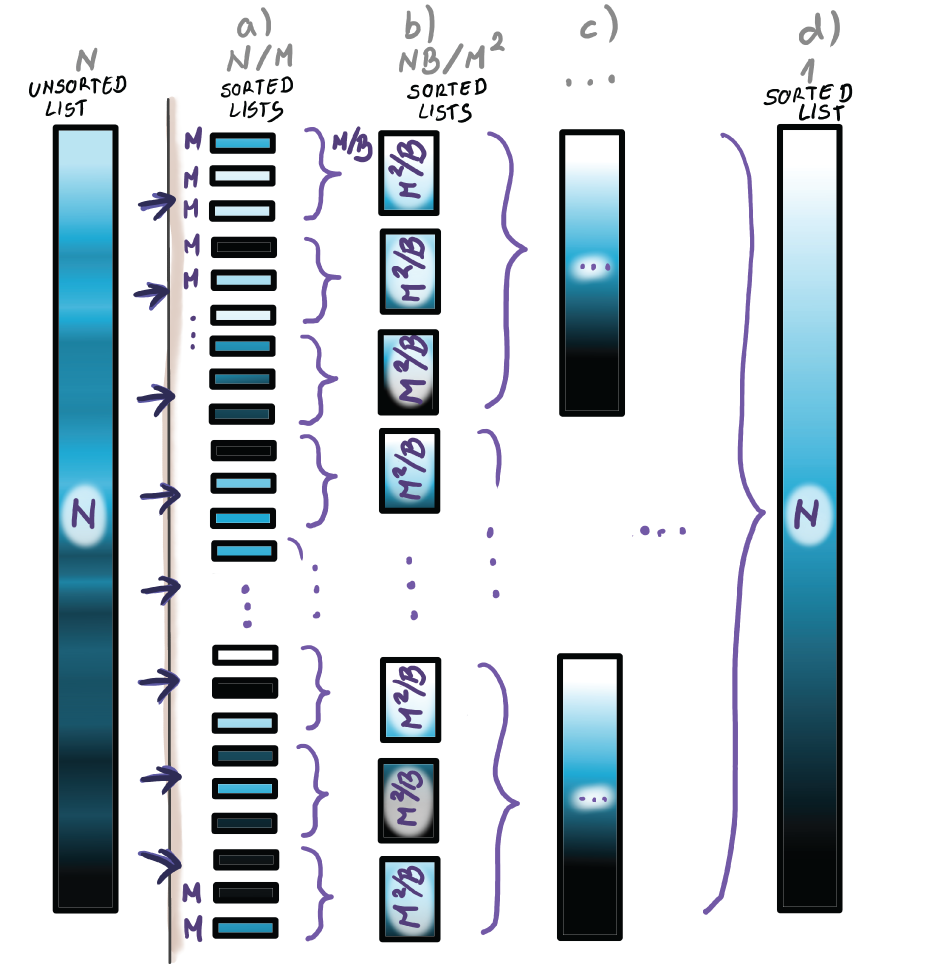 N
UNSORTED
LIST
N
a)
N/M
SORTED
LISTS
M
M
M
M
M
...
M
M
M/B
b)
NB/M²
SORTED
LISTS
M²/B
M²/B
M²/B
M²/B
...
M²/B
M²/B
M²/B
c)
...
...
...
...
d)
1
SORTED
LIST
N